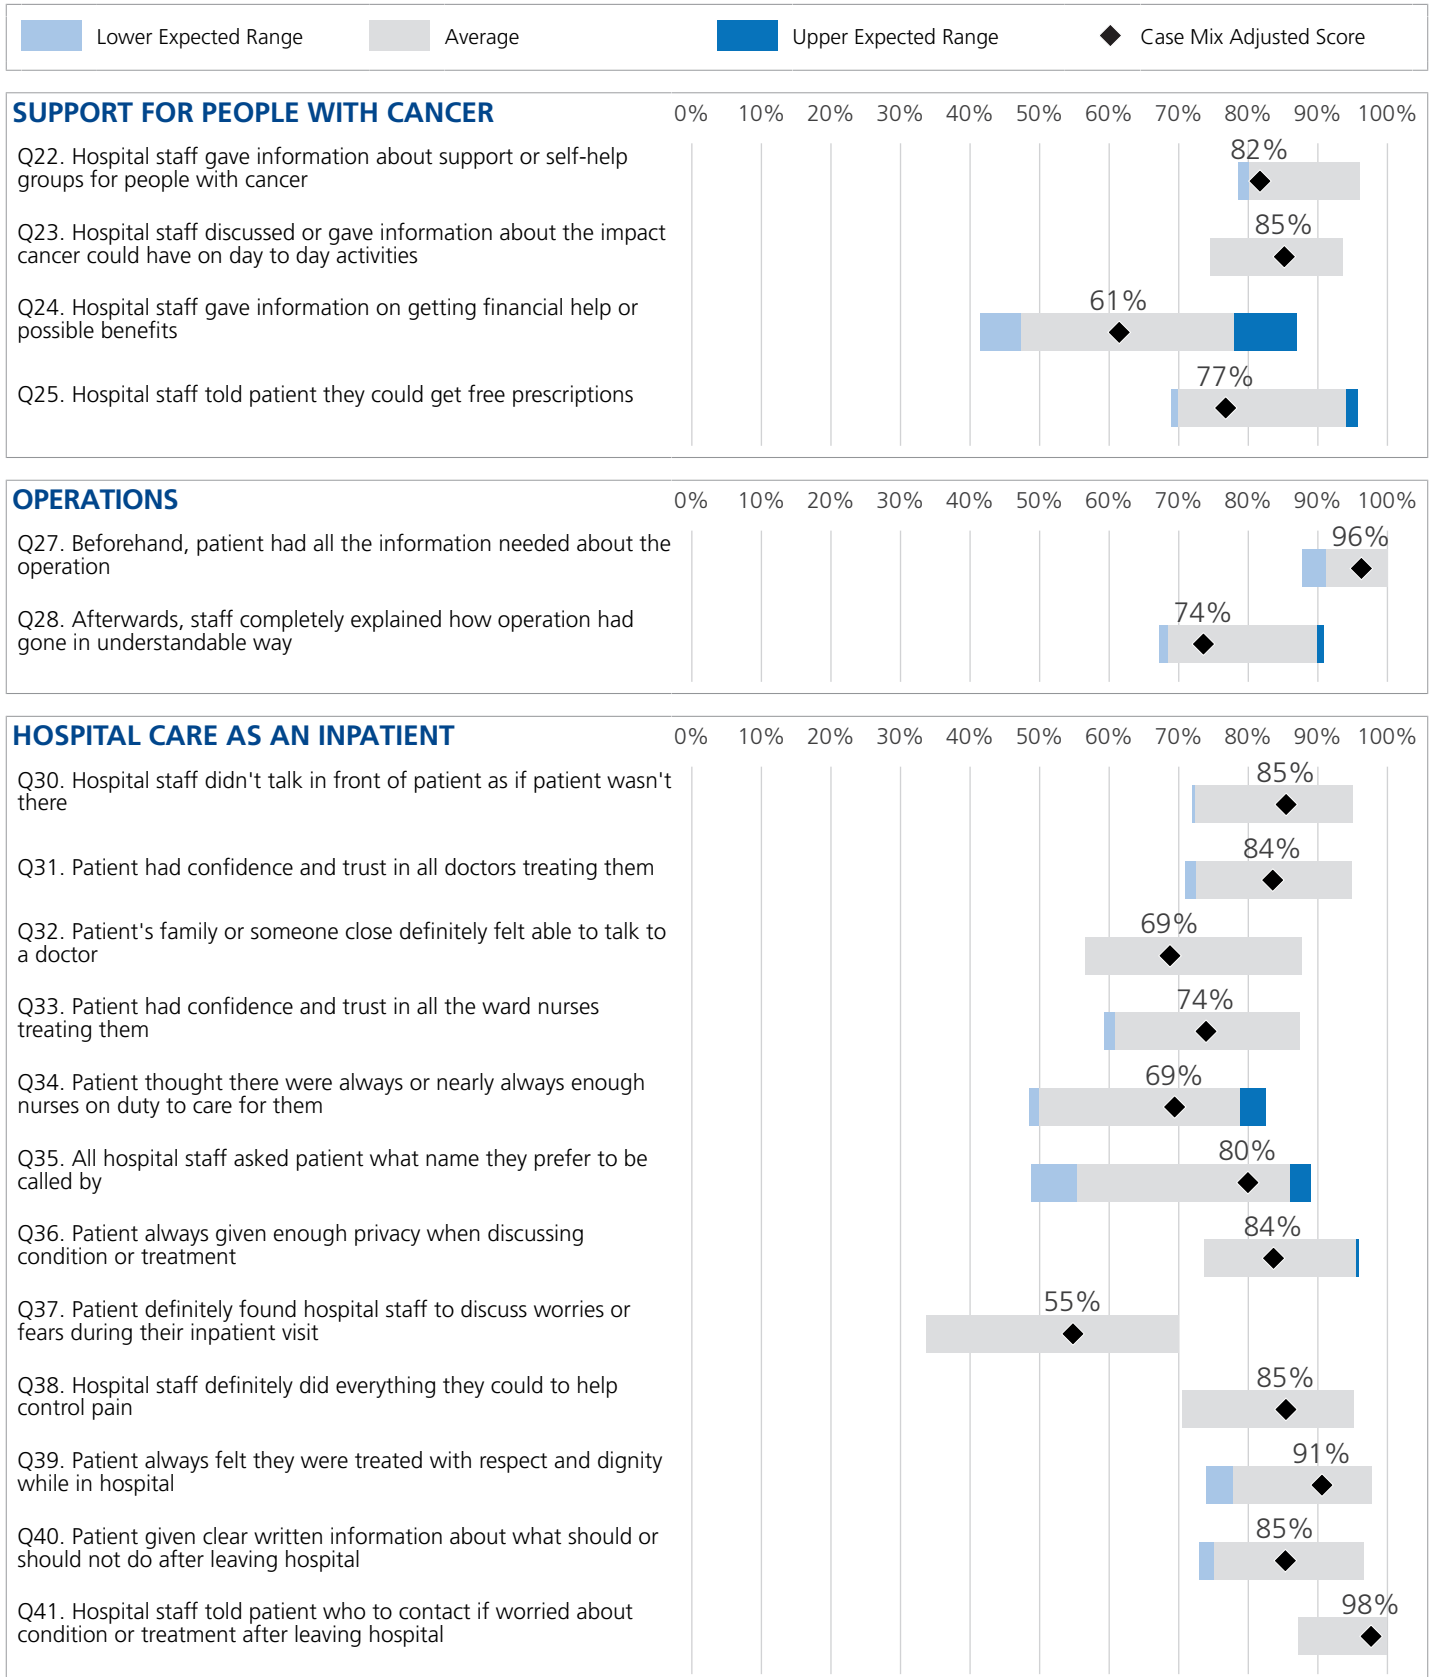 Lower Expected Range Average Upper Expected Range Case Mix Adjusted Score
SUPPORT FOR PEOPLE WITH CANCER 0% 10% 20% 30% 40% 50% 60% 70% 80% 90% 100%
Q22. Hospital staff gave information about support or self-help
groups for people with cancer
82%
Q23. Hospital staff discussed or gave information about the impact
cancer could have on day to day activities
85%
Q24. Hospital staff gave information on getting financial help or
possible benefits
61%
Q25. Hospital staff told patient they could get free prescriptions
77%
OPERATIONS 0% 10% 20% 30% 40% 50% 60% 70% 80% 90% 100%
Q27. Beforehand, patient had all the information needed about the
operation
96%
Q28. Afterwards, staff completely explained how operation had
gone in understandable way
74%
HOSPITAL CARE AS AN INPATIENT 0% 10% 20% 30% 40% 50% 60% 70% 80% 90% 100%
Q30. Hospital staff didn't talk in front of patient as if patient wasn't
there
85%
Q31. Patient had confidence and trust in all doctors treating them
84%
Q32. Patient's family or someone close definitely felt able to talk to
a doctor
69%
Q33. Patient had confidence and trust in all the ward nurses
treating them
74%
Q34. Patient thought there were always or nearly always enough
nurses on duty to care for them
69%
Q35. All hospital staff asked patient what name they prefer to be
called by
80%
Q36. Patient always given enough privacy when discussing
condition or treatment
84%
Q37. Patient definitely found hospital staff to discuss worries or
fears during their inpatient visit
55%
Q38. Hospital staff definitely did everything they could to help
control pain
85%
Q39. Patient always felt they were treated with respect and dignity
while in hospital
91%
Q40. Patient given clear written information about what should or
should not do after leaving hospital
85%
Q41. Hospital staff told patient who to contact if worried about
condition or treatment after leaving hospital
98%